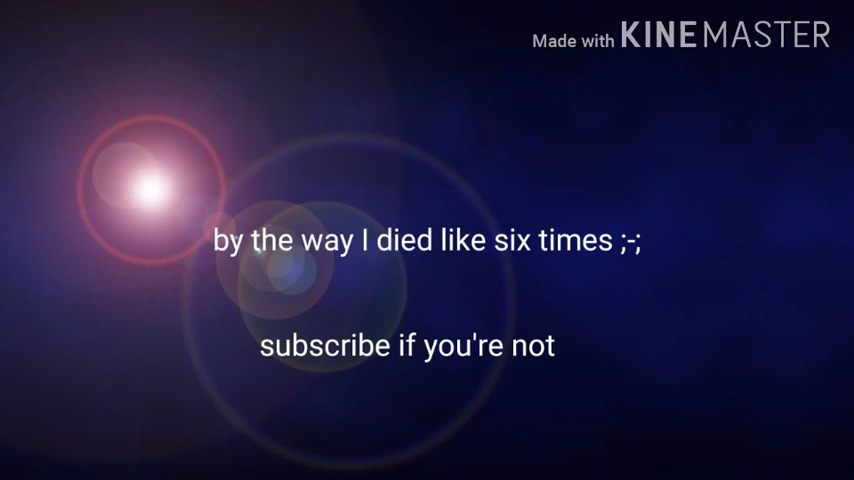 Made with KINEMASTER
by the way I died like six times ;-;
subscribe if you're not